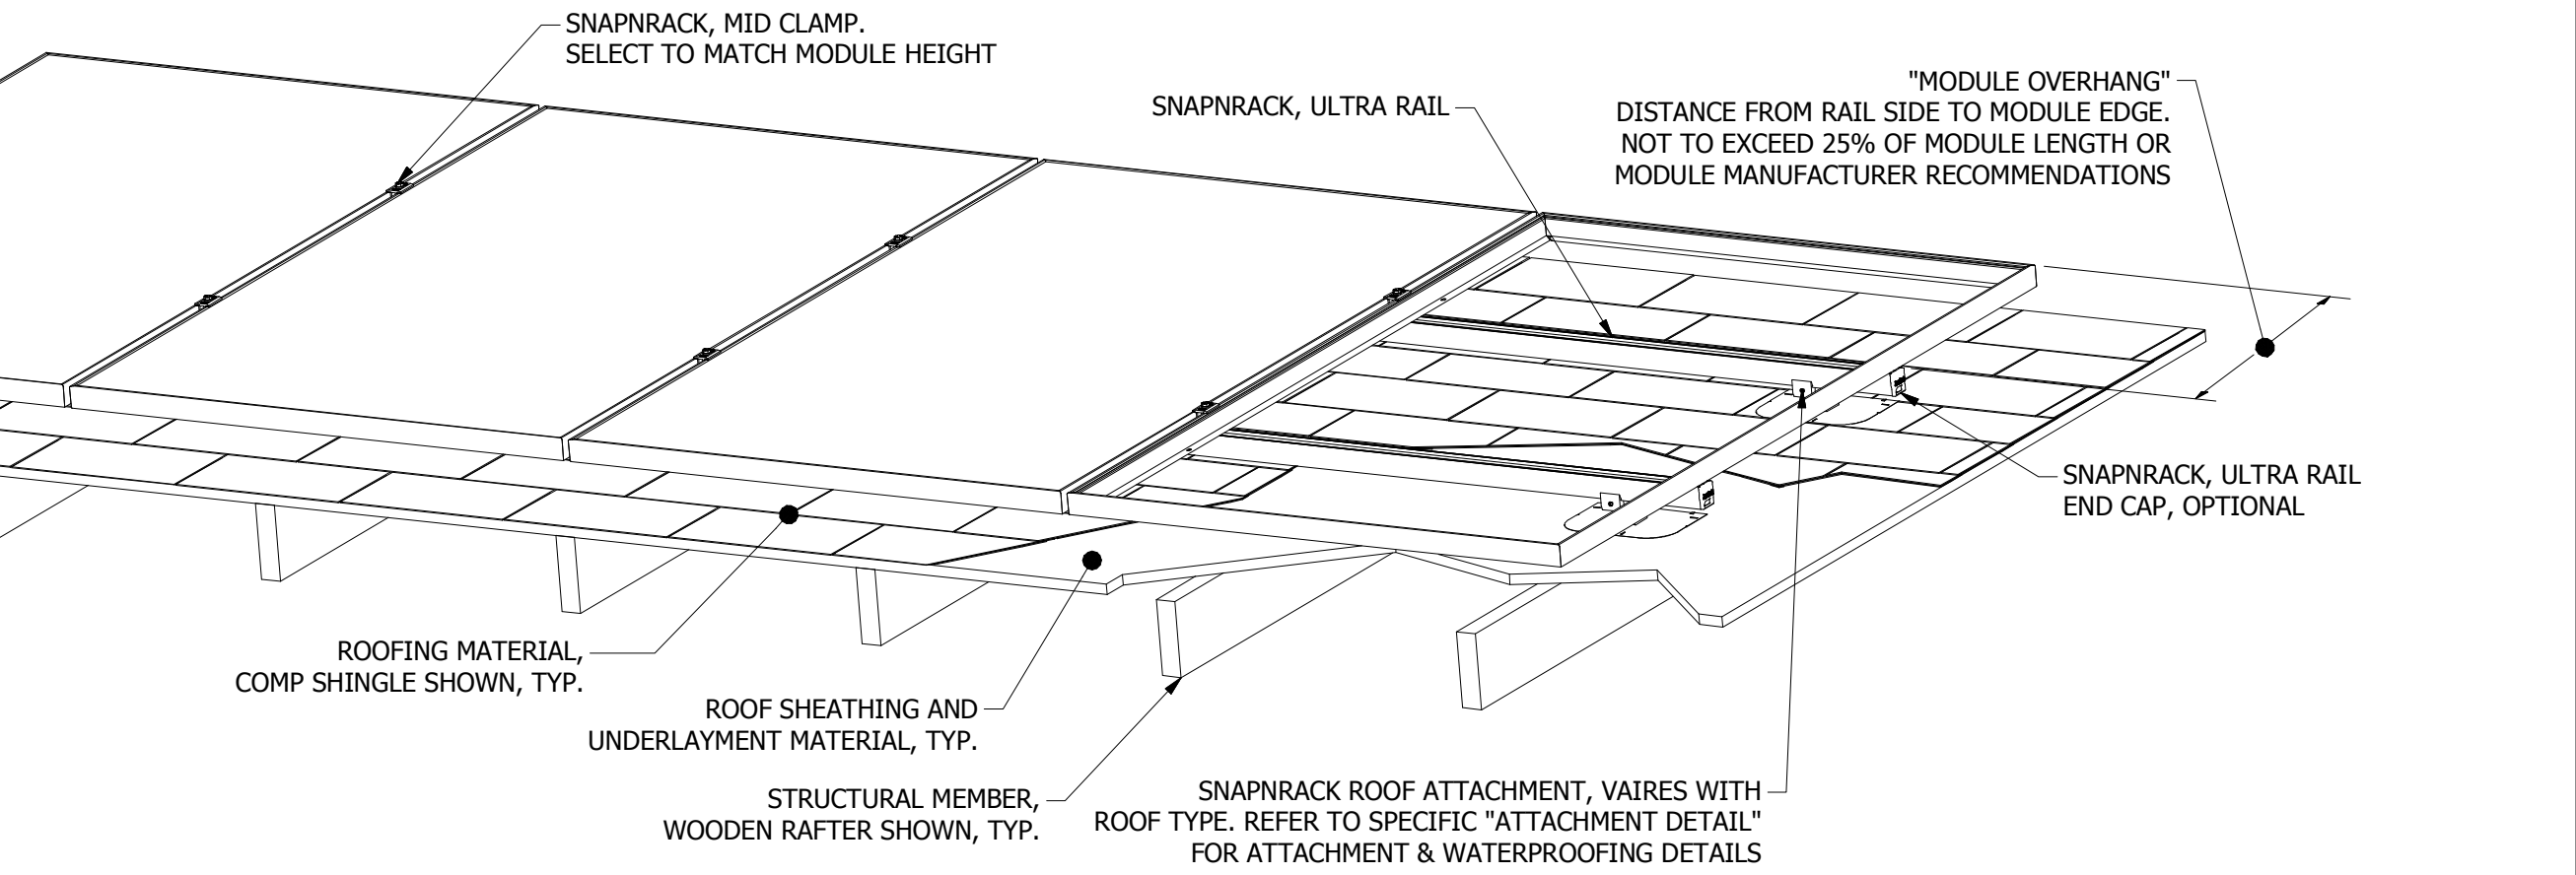 SNAPNRACK, MID CLAMP.
SELECT TO MATCH MODULE HEIGHT
SNAPNRACK, ULTRA RAIL
"MODULE OVERHANG"
DISTANCE FROM RAIL SIDE TO MODULE EDGE.
NOT TO EXCEED 25% OF MODULE LENGTH OR
MODULE MANUFACTURER RECOMMENDATIONS
SNAPNRACK, ULTRA RAIL
END CAP, OPTIONAL
ROOFING MATERIAL,
COMP SHINGLE SHOWN, TYP.
ROOF SHEATHING AND
UNDERLAYMENT MATERIAL, TYP.
STRUCTURAL MEMBER,
WOODEN RAFTER SHOWN, TYP.
SNAPNRACK ROOF ATTACHMENT, VAIRES WITH
ROOF TYPE. REFER TO SPECIFIC "ATTACHMENT DETAIL"
FOR ATTACHMENT & WATERPROOFING DETAILS